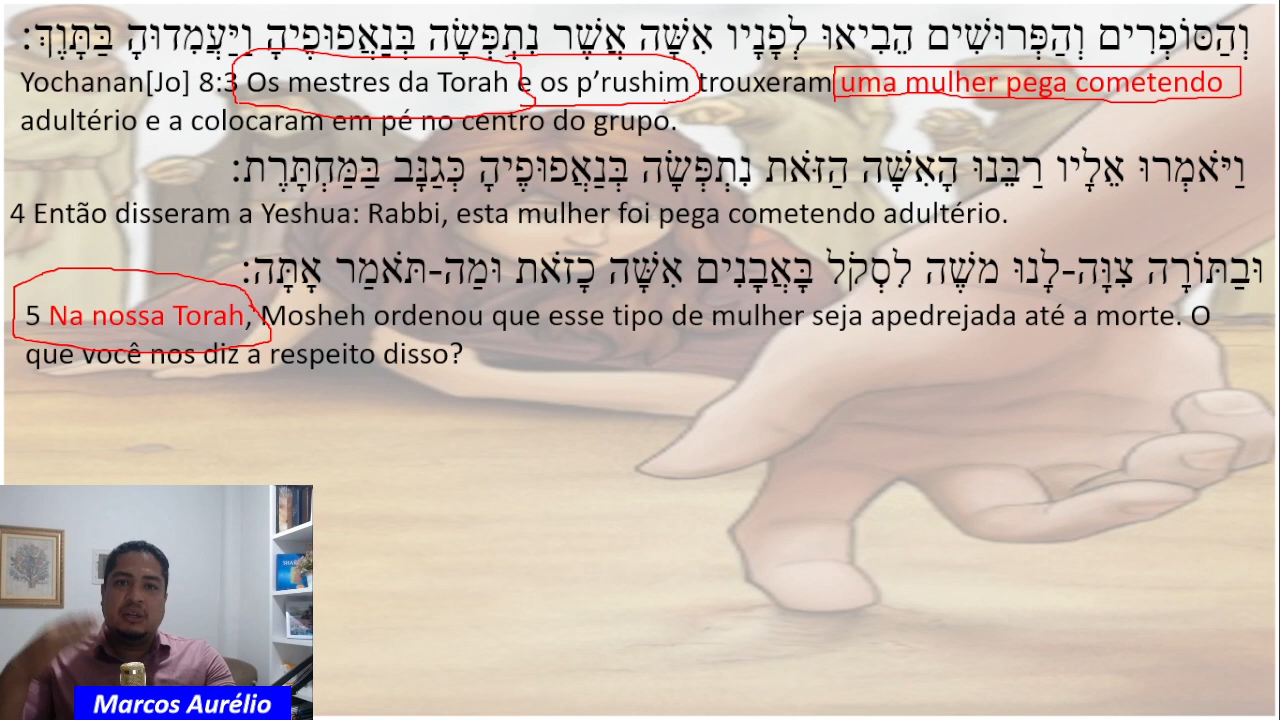 וְהַסּוֹפְרִים וְהַפְּרוּשִׁים הֵבִיאוּ לְפָנָיו אִשָּׁה אֲשֶׁר נִתְפְּשָׂה בְּנַאֲפוּפֶיהָ וַיַּעֲמִדוּהָ בַּתָּוֶךְ:
Yochanan[Jo] 8:3 Os mestres da Torah e os p’rushim trouxeram uma mulher pega cometendo
adultério e a colocaram em pé no centro do grupo.
וַיֹּאמְרוּ אֵלָיו רַבֵּנוּ הָאִשָּׁה הַזֹּאת נִתְפְּשָׂה בְּנַאֲפוּפֶיהָ כְּגַנָּב בַּמַּחְתָּרֶת:
4 Então disseram a Yeshua: Rabbi, esta mulher foi pega cometendo adultério.
וּבַתּוֹרָה צִוָּה-לָנוּ משֶׁה לִסְקֹל בָּאֲבָנִים אִשָּׁה כָזֹאת וּמַה-תֹּאמַר אָתָּה:
5 Na nossa Torah, Mosheh ordenou que esse tipo de mulher seja apedrejada até a morte. O
que você nos diz a respeito disso?
Marcos Aurélio